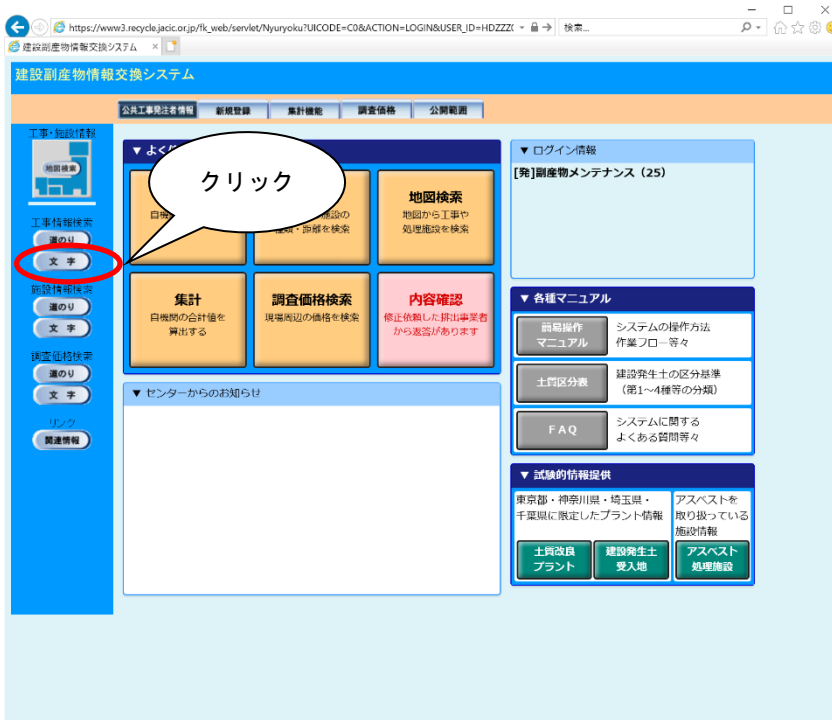 https://www3.recycle.jacic.or.jp/fk_web/servlet/Nyuryoku?UICODE=C0&ACTION=LOGIN&USER_ID=HDZZZ(
検索...
建設副産物情報交換システム
建設副産物情報交換システム
公共工事発注者情報 新規登録 集計機能 調査価格 公開範囲
工事・施設情報
地図検索
工事情報検索
道のり
文 字
施設情報検索
道のり
文 字
調査価格検索
道のり
文 字
リンク
関連情報
クリック
▼ よく
自機
施設の
種類・距離を検索
地図検索
地図から工事や
処理施設を検索
集計
自機関の合計値を
算出する
調査価格検索
現場周辺の価格を検索
内容確認
修正依頼した排出事業者
から返答があります
▼ センターからのお知らせ
▼ ログイン情報
[発]副産物メンテナンス（25）
▼ 各種マニュアル
簡易操作
マニュアル
システムの操作方法
作業フロー等々
土質区分表
建設発生土の区分基準
（第1～4種等の分類）
ＦＡＱ
システムに関する
よくある質問等々
▼ 試験的情報提供
東京都・神奈川県・埼玉県・
千葉県に限定したプラント情報
アスベストを
取り扱っている
施設情報
土質改良
プラント
建設発生土
受入地
アスベスト
処理施設